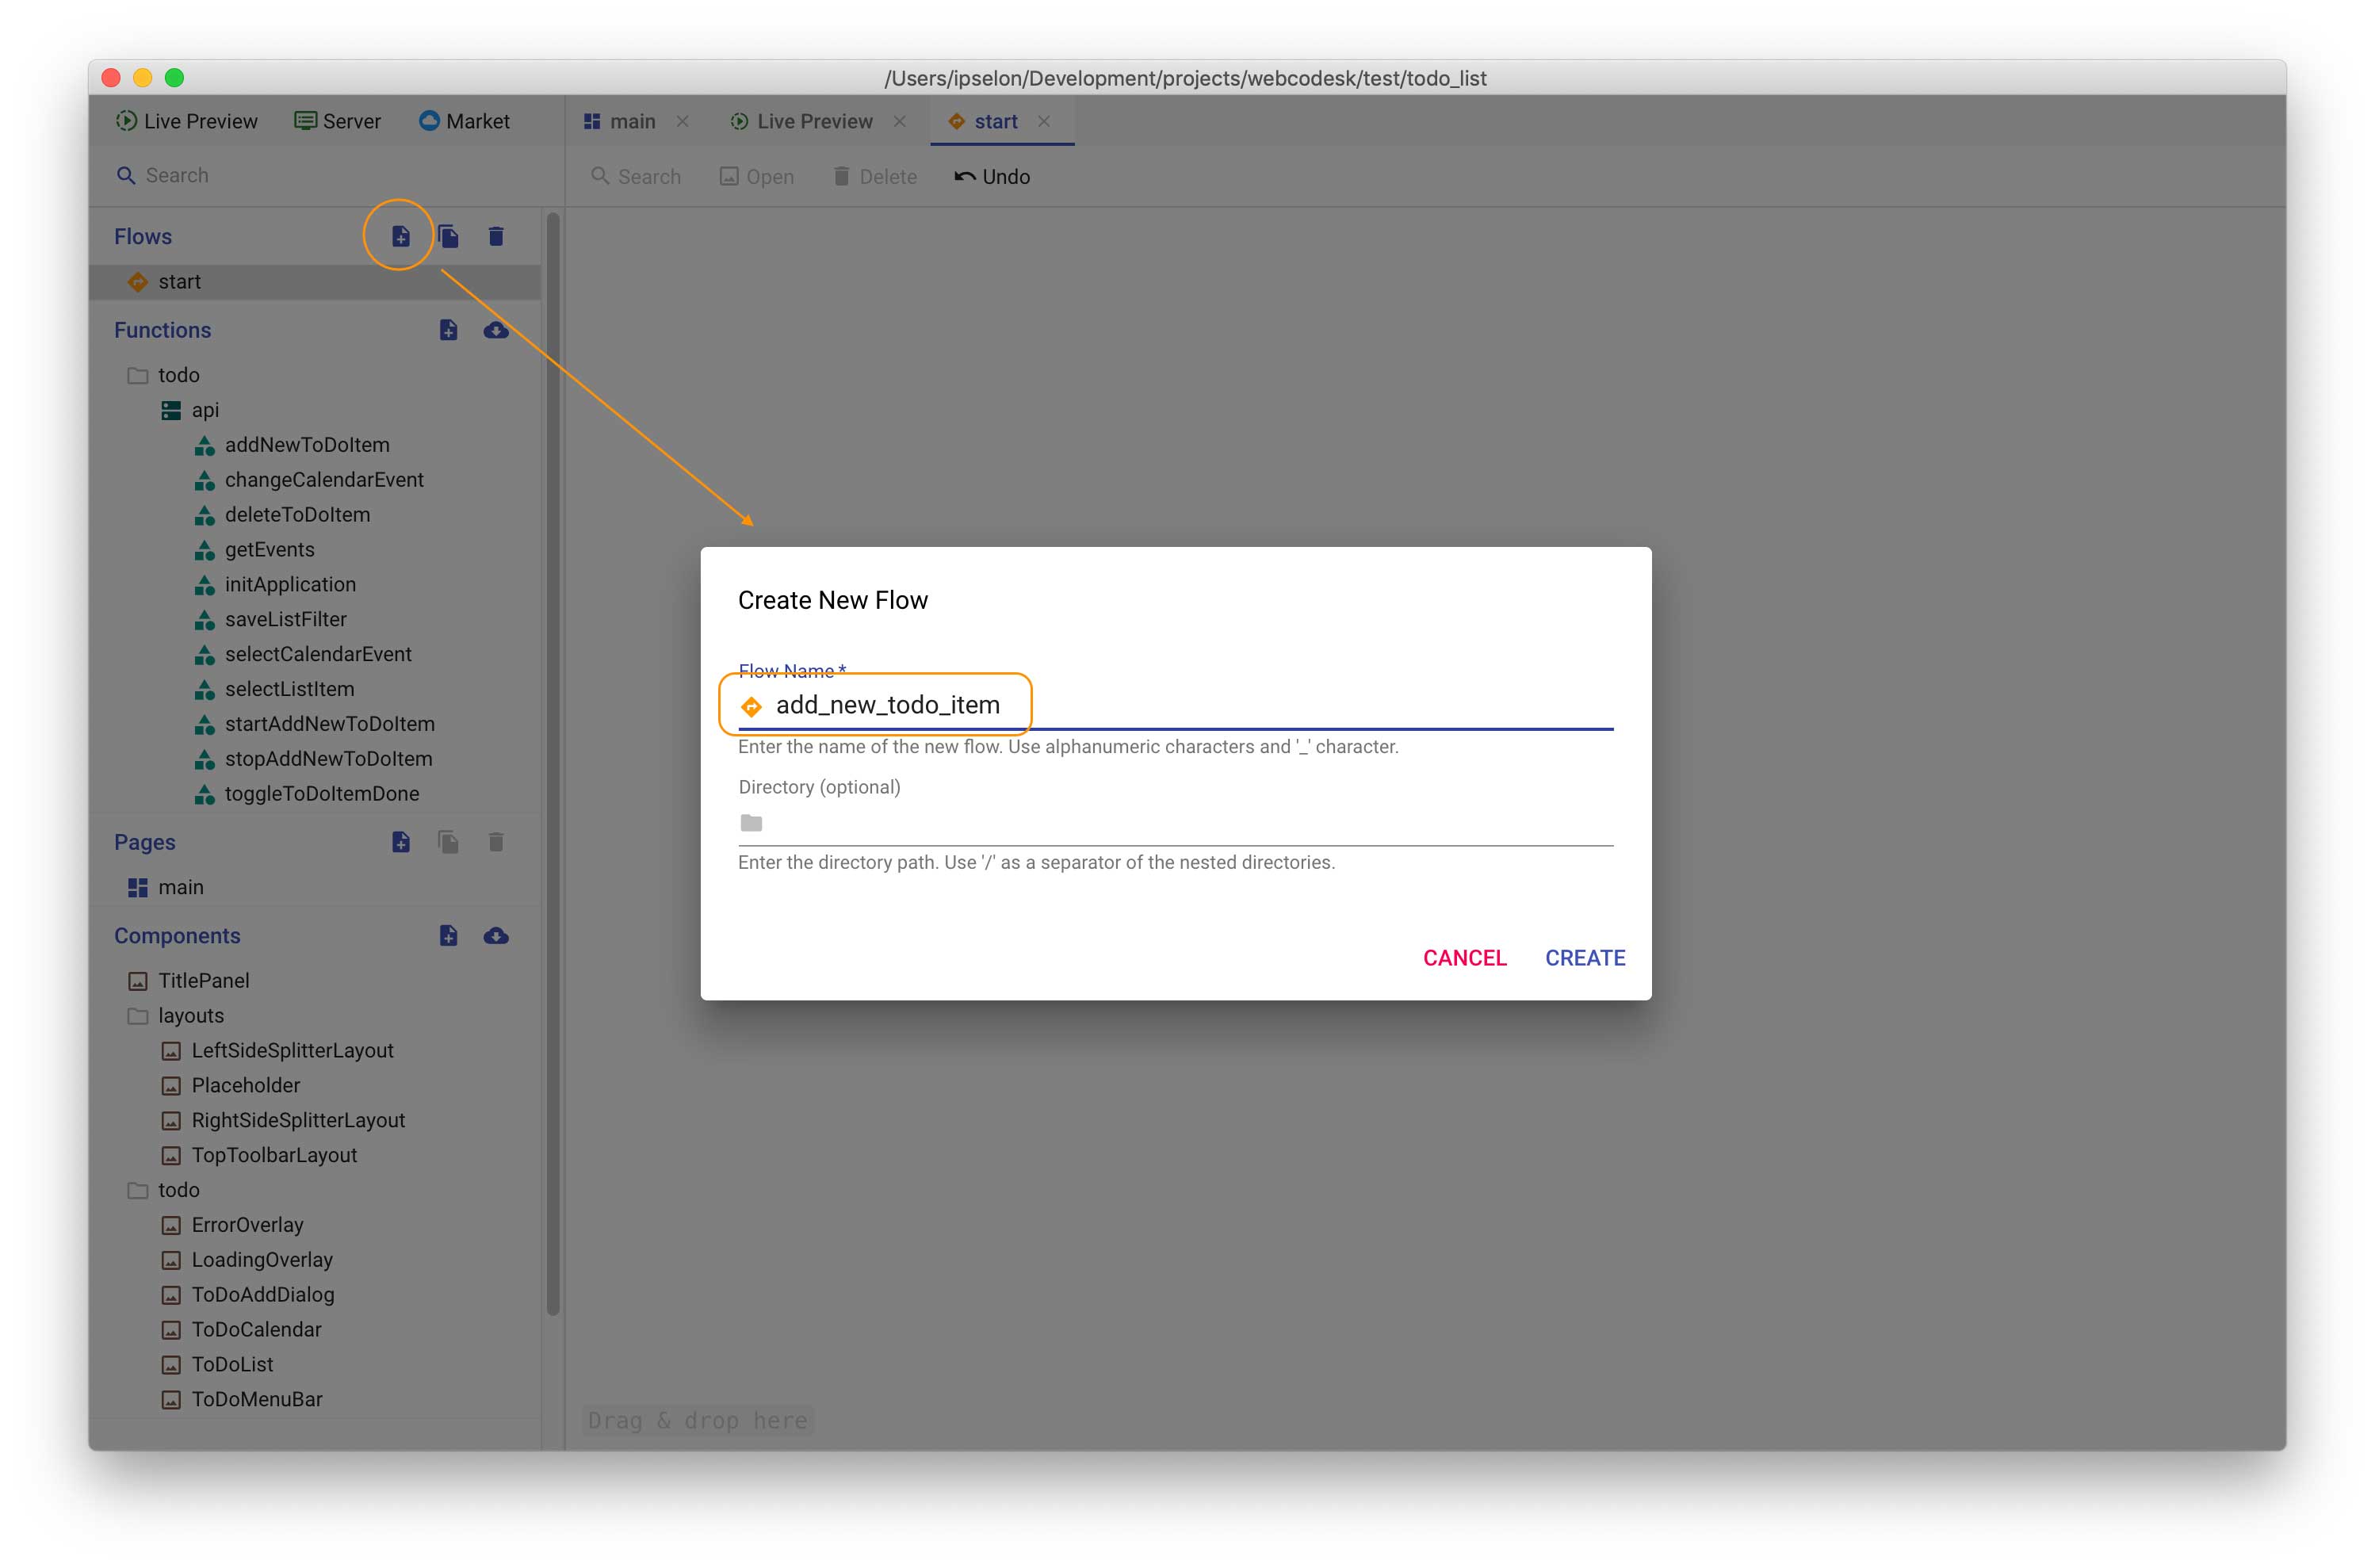 /Users/ipselon/Development/projects/webcodesk/test/todo_list
Live Preview Server Market
main Live Preview start
Search
Search Open Delete Undo
Flows
start
Functions
todo
api
addNewToDoItem
changeCalendarEvent
deleteToDoItem
getEvents
initApplication
saveListFilter
selectCalendarEvent
selectListItem
startAddNewToDoItem
stopAddNewToDoItem
toggleToDoItemDone
Pages
main
Components
TitlePanel
layouts
LeftSideSplitterLayout
Placeholder
RightSideSplitterLayout
TopToolbarLayout
todo
ErrorOverlay
LoadingOverlay
ToDoAddDialog
ToDoCalendar
ToDoList
ToDoMenuBar
Create New Flow
Flow Name *
add_new_todo_item
Enter the name of the new flow. Use alphanumeric characters and '_' character.
Directory (optional)
Enter the directory path. Use '/' as a separator of the nested directories.
CANCEL CREATE
Drag & drop here